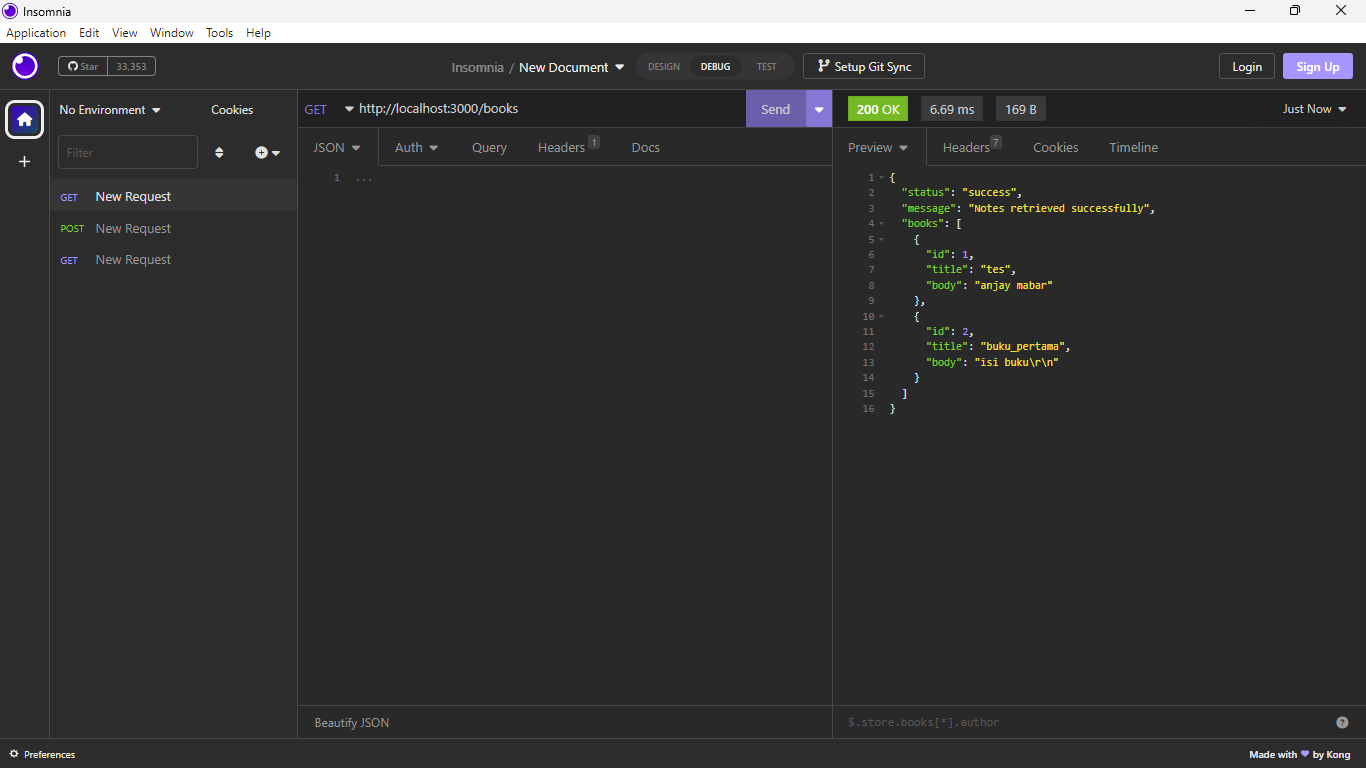 Insomnia
Application Edit View Window Tools Help
Star 33,353
Insomnia / New Document
DESIGN DEBUG TEST
Setup Git Sync
Login
Sign Up
No Environment
Cookies
GET http://localhost:3000/books
Send
200 OK 6.69 ms 169 B
Just Now
Filter
JSON Auth Query Headers 1 Docs
Preview Headers 7 Cookies Timeline
GET New Request
POST New Request
GET New Request
1 ...
1 {
2 "status": "success",
3 "message": "Notes retrieved successfully",
4 "books": [
5 {
6 "id": 1,
7 "title": "tes",
8 "body": "anjay mabar"
9 },
10 {
11 "id": 2,
12 "title": "buku_pertama",
13 "body": "isi buku\r\n"
14 }
15 ]
16 }
Beautify JSON
$.store.books[*].author
?
Preferences
Made with ❤ by Kong